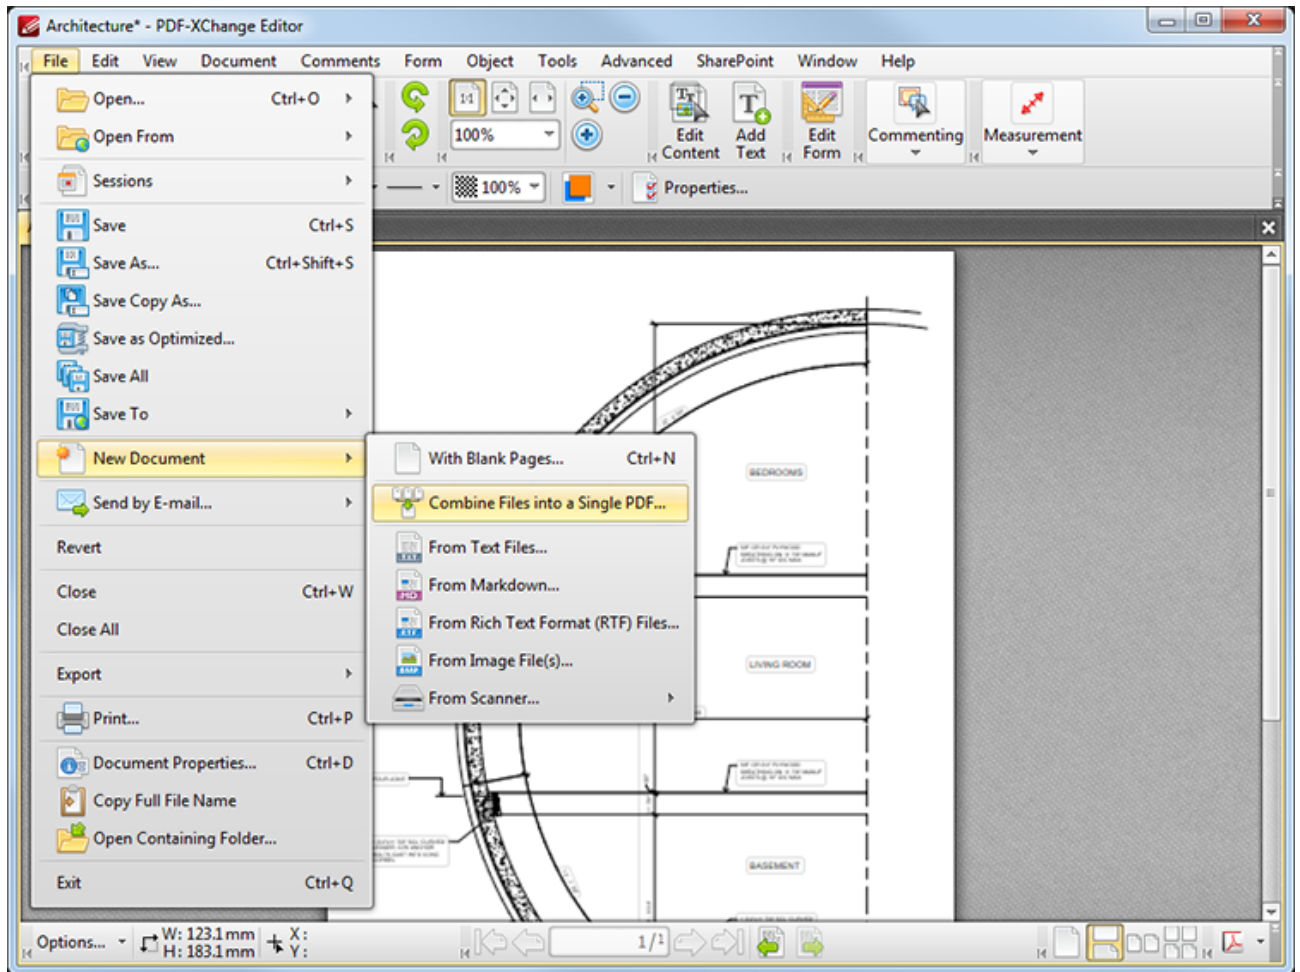 Architecture* - PDF-XChange Editor
File Edit View Document Comments Form Object Tools Advanced SharePoint Window Help
Open... Ctrl+O
Open From
Sessions
Save Ctrl+S
Save As... Ctrl+Shift+S
Save Copy As...
Save as Optimized...
Save All
Save To
New Document
Send by E-mail...
Revert
Close Ctrl+W
Close All
Export
Print... Ctrl+P
Document Properties... Ctrl+D
Copy Full File Name
Open Containing Folder...
Exit Ctrl+Q
1:1
100%
Edit Content
Add Text
Edit Form
Commenting
Measurement
100%
Properties...
With Blank Pages... Ctrl+N
Combine Files into a Single PDF...
From Text Files...
From Markdown...
From Rich Text Format (RTF) Files...
From Image File(s)...
From Scanner...
BEDROOMS
LIVING ROOM
BASEMENT
Options...
W: 123.1 mm
H: 183.1 mm
X:
Y:
1/1